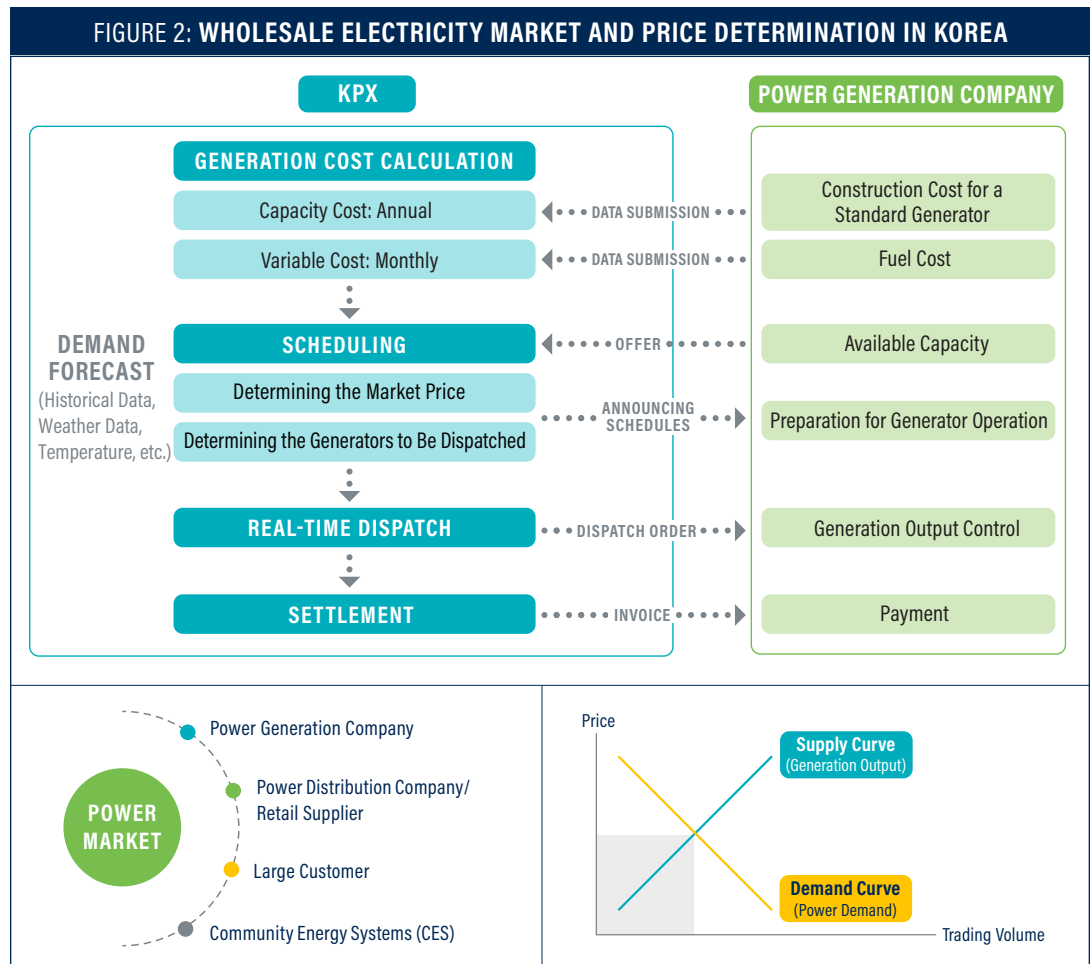 FIGURE 2: WHOLESALE ELECTRICITY MARKET AND PRICE DETERMINATION IN KOREA
KPX
POWER GENERATION COMPANY
GENERATION COST CALCULATION
Capacity Cost: Annual
DATA SUBMISSION
Construction Cost for a
Standard Generator
Variable Cost: Monthly
DATA SUBMISSION
Fuel Cost
DEMAND
FORECAST
(Historical Data,
Weather Data,
Temperature, etc.)
SCHEDULING
OFFER
Available Capacity
Determining the Market Price
Determining the Generators to Be Dispatched
ANNOUNCING
SCHEDULES
Preparation for Generator Operation
REAL-TIME DISPATCH
DISPATCH ORDER
Generation Output Control
SETTLEMENT
INVOICE
Payment
POWER
MARKET
Power Generation Company
Power Distribution Company/
Retail Supplier
Large Customer
Community Energy Systems (CES)
Price
Supply Curve
(Generation Output)
Demand Curve
(Power Demand)
Trading Volume